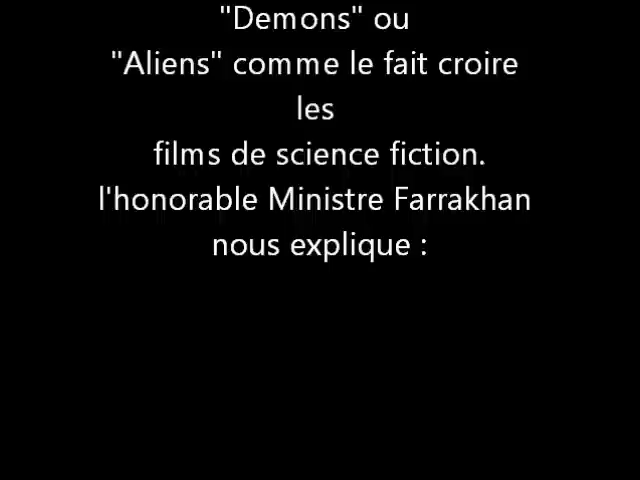 "Demons" ou
"Aliens" comme le fait croire
les
films de science fiction.
l'honorable Ministre Farrakhan
nous explique :